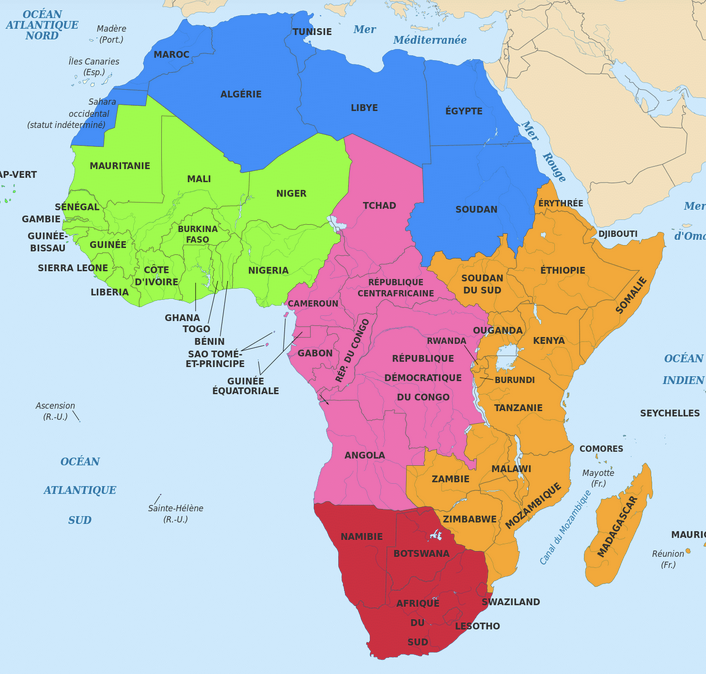 OCÉAN
ATLANTIQUE
NORD
Madère
(Port.)
TUNISIE
Mer
Méditerranée
MAROC
Îles Canaries
(Esp.)
ALGÉRIE
LIBYE
ÉGYPTE
Sahara
occidental
(statut indéterminé)
Mer
Rouge
MAURITANIE
AP-VERT
MALI
NIGER
TCHAD
SOUDAN
ÉRYTHRÉE
Mer
d'Oma
SÉNÉGAL
GAMBIE
GUINÉE-
BISSAU
GUINÉE
BURKINA
FASO
DJIBOUTI
SIERRA LEONE
CÔTE
D'IVOIRE
NIGERIA
SOUDAN
DU SUD
ÉTHIOPIE
SOMALIE
LIBERIA
RÉPUBLIQUE
CENTRAFRICAINE
CAMEROUN
GHANA
TOGO
BÉNIN
SAO TOMÉ-
ET-PRINCIPE
GUINÉE
ÉQUATORIALE
GABON
RÉP. DU CONGO
RWANDA
OUGANDA
KENYA
RÉPUBLIQUE
DÉMOCRATIQUE
DU CONGO
BURUNDI
TANZANIE
OCÉAN
INDIEN
SEYCHELLES
Ascension
(R.-U.)
OCÉAN
ATLANTIQUE
SUD
Sainte-Hélène
(R.-U.)
ANGOLA
ZAMBIE
MALAWI
COMORES
Mayotte
(Fr.)
MOZAMBIQUE
Canal du Mozambique
MADAGASCAR
ZIMBABWE
NAMIBIE
BOTSWANA
MAURIC
Réunion
(Fr.)
AFRIQUE
DU
SUD
SWAZILAND
LESOTHO